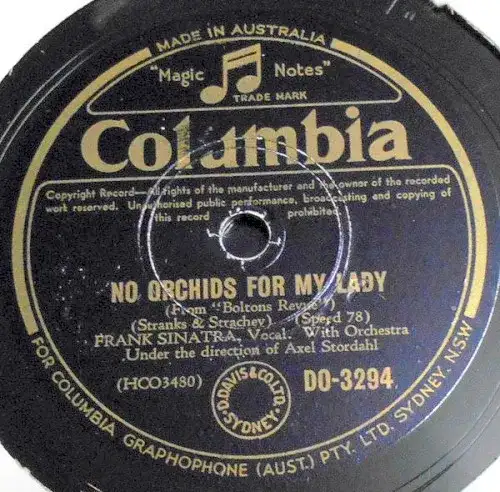 MADE IN AUSTRALIA
"Magic Notes"
TRADE MARK
Columbia
Copyright Record—All rights of the manufacturer and the owner of the recorded
work reserved. Unauthorised public performance, broadcasting and copying of
this record prohibited
NO ORCHIDS FOR MY LADY
(From "Boltons Revue")
(Stranks & Strachey) (Speed 78)
FRANK SINATRA, Vocal. With Orchestra
Under the direction of Axel Stordahl
(HCO3480) DO-3294
D.DAVIS & CO. LTD.
SYDNEY.
FOR COLUMBIA GRAPHOPHONE (AUST.) PTY. LTD. SYDNEY. N.S.W